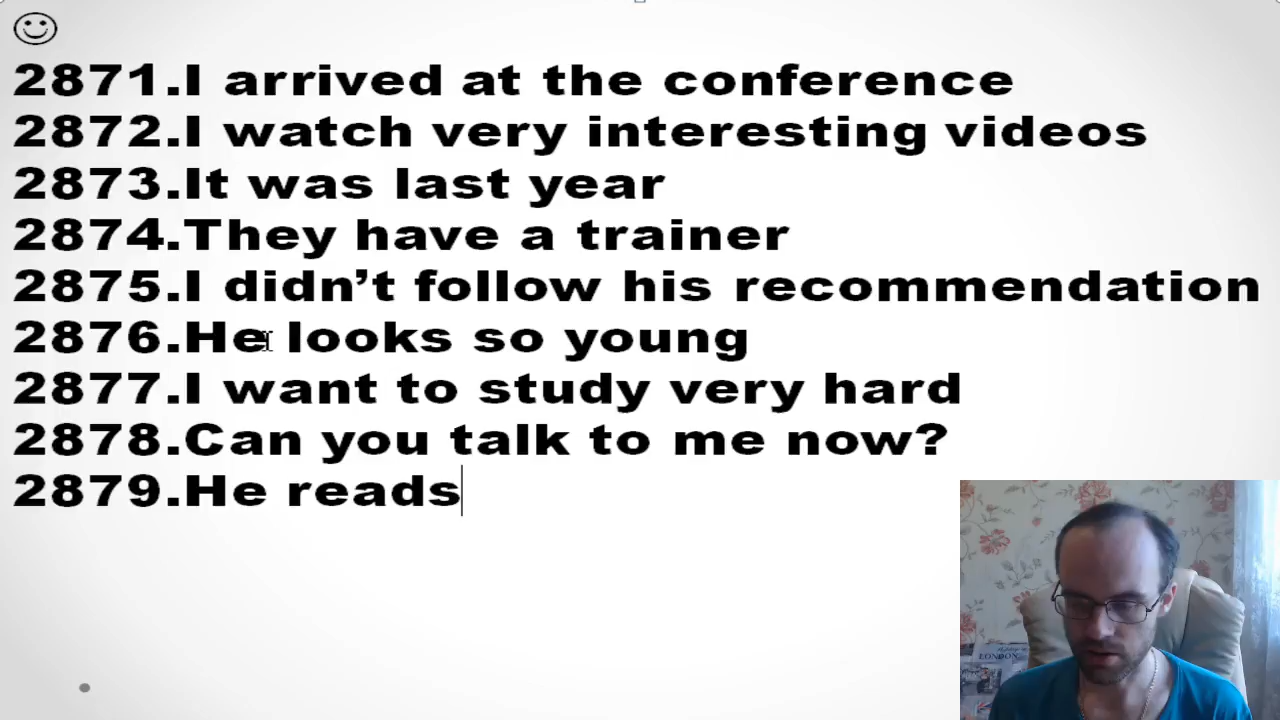 2871.I arrived at the conference
2872.I watch very interesting videos
2873.It was last year
2874.They have a trainer
2875.I didn’t follow his recommendation
2876.He looks so young
2877.I want to study very hard
2878.Can you talk to me now?
2879.He reads
LONDON